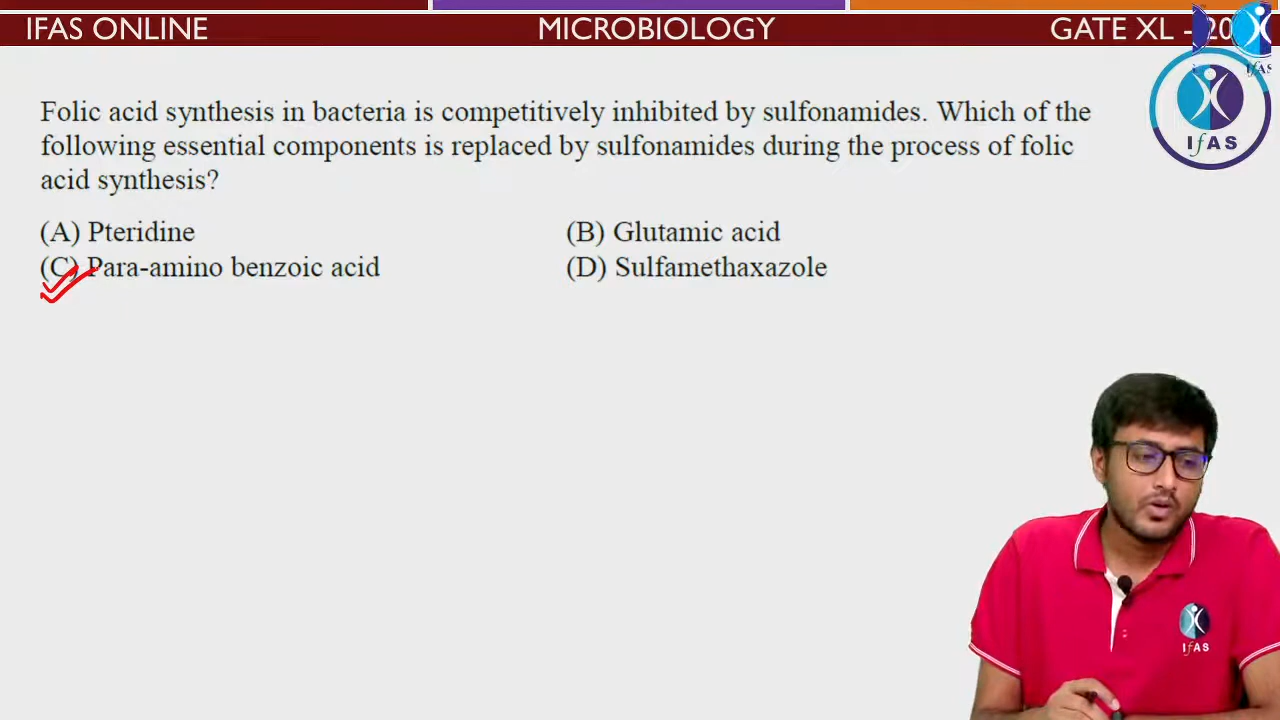 IFAS ONLINE MICROBIOLOGY GATE XL - 20
IFAS
IfAS
Folic acid synthesis in bacteria is competitively inhibited by sulfonamides. Which of the
following essential components is replaced by sulfonamides during the process of folic
acid synthesis?
(A) Pteridine (B) Glutamic acid
(C) Para-amino benzoic acid (D) Sulfamethaxazole
IfAS